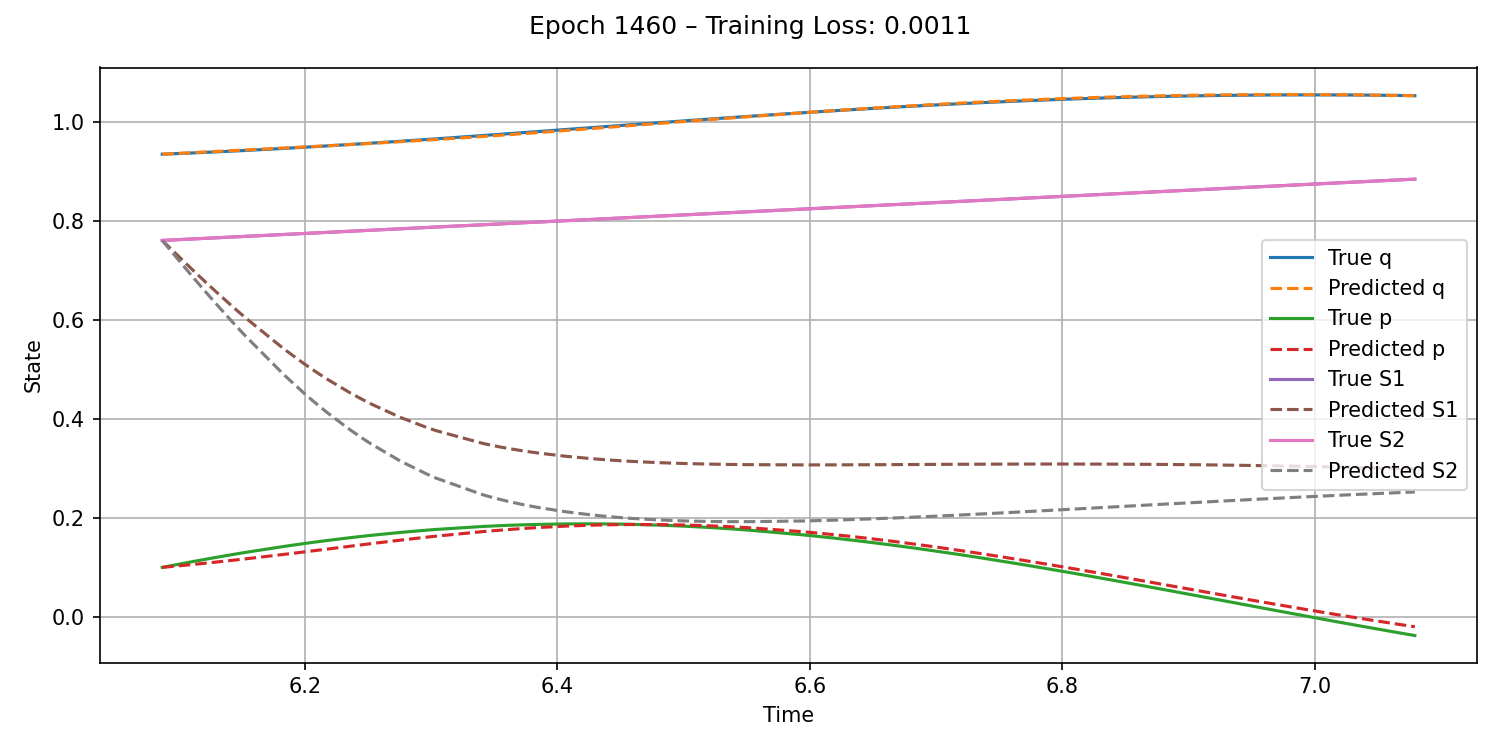 Epoch 1460 – Training Loss: 0.0011
1.0
0.8
0.6
0.4
0.2
0.0
State
True q
Predicted q
True p
Predicted p
True S1
Predicted S1
True S2
Predicted S2
6.2 6.4 6.6 6.8 7.0
Time